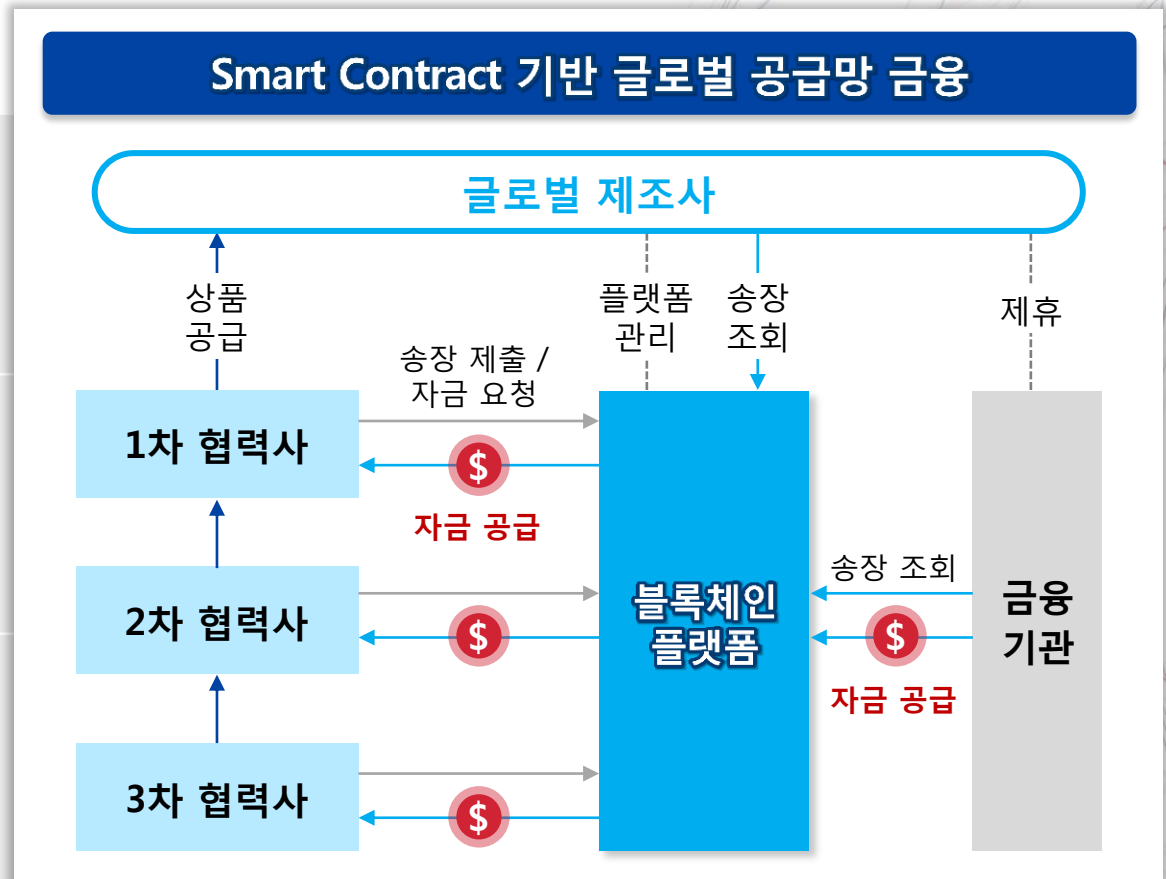 Smart Contract 기반 글로벌 공급망 금융
글로벌 제조사
상품
공급
플랫폼
관리
송장
조회
제휴
송장 제출 /
자금 요청
1차 협력사
$
자금 공급
2차 협력사
$
블록체인
플랫폼
송장 조회
$
자금 공급
금융
기관
3차 협력사
$